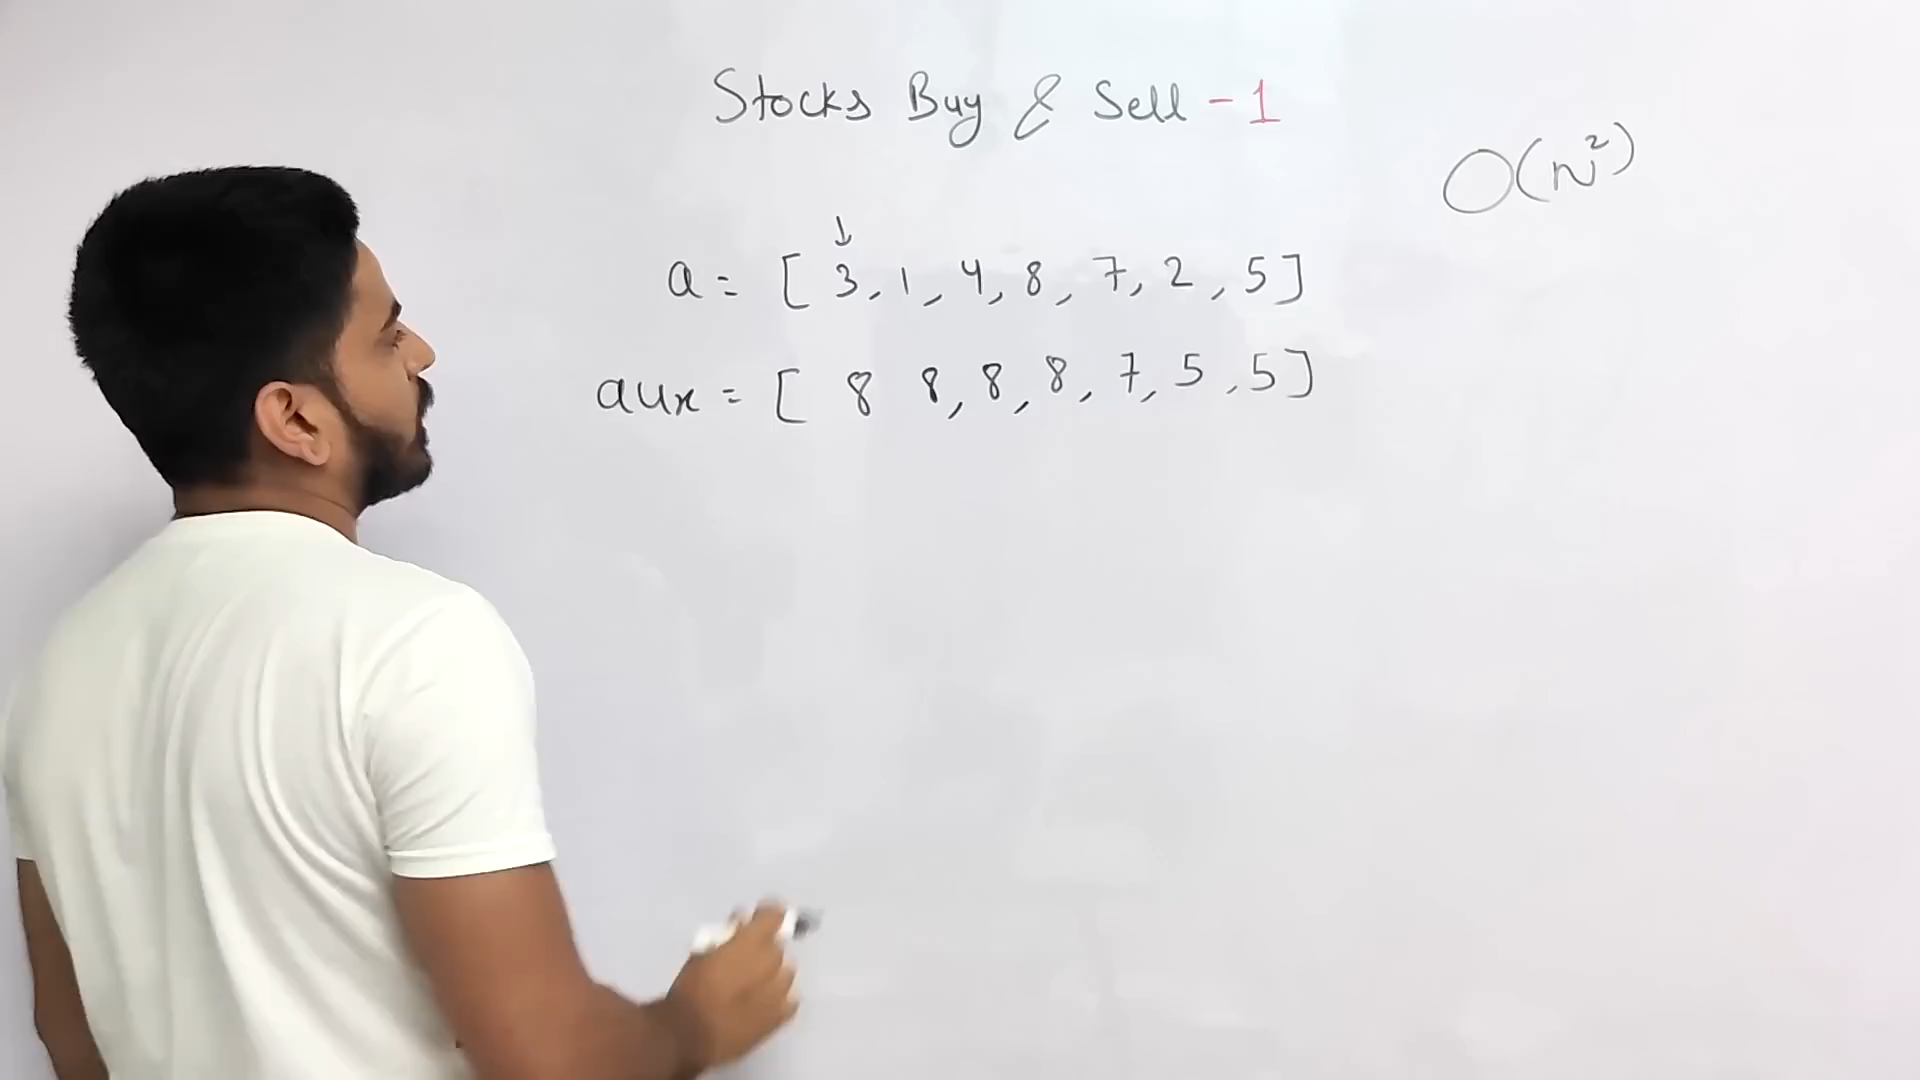 Stocks Buy & Sell - 1
O(N²)
↓
a = [ 3, 1, 4, 8, 7, 2, 5 ]
aux = [ 8 8, 8, 8, 7, 5, 5 ]